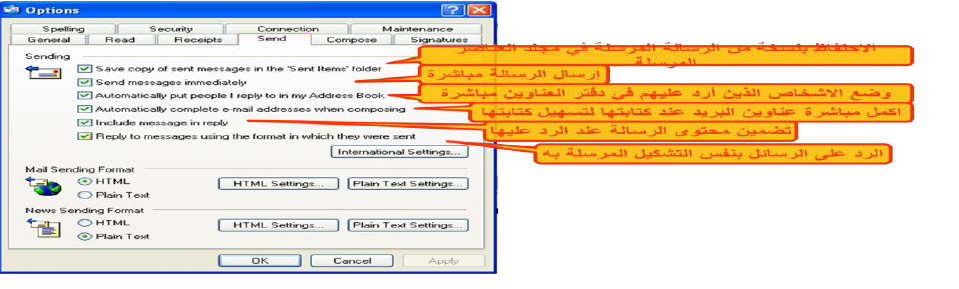 Options
Spelling Security Connection Maintenance
General Read Receipts Send Compose Signatures
Sending
Save copy of sent messages in the 'Sent Items' folder
Send messages immediately
Automatically put people I reply to in my Address Book
Automatically complete e-mail addresses when composing
Include message in reply
Reply to messages using the format in which they were sent
International Settings...
Mail Sending Format
HTML HTML Settings... Plain Text Settings...
Plain Text
News Sending Format
HTML HTML Settings... Plain Text Settings...
Plain Text
OK Cancel Apply
الاحتفاظ بنسخة من الرسالة المرسلة في مجلد العناصر
المرسلة
إرسال الرسالة مباشرة
وضع الاشخاص الذين أرد عليهم في دفتر العناوين مباشرة
اكمل مباشرة عناوين البريد عند كتابتها لتسهيل كتابتها
تضمين محتوى الرسالة عند الرد عليها
الرد على الرسائل بنفس التشكيل المرسلة به